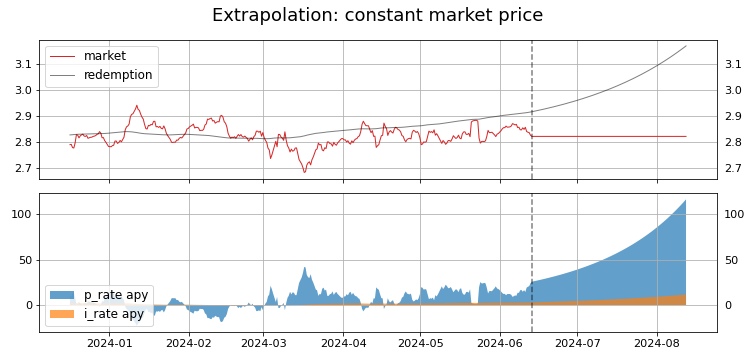 Extrapolation: constant market price
market
redemption
3.1
3.0
2.9
2.8
2.7
3.1
3.0
2.9
2.8
2.7
100
50
0
100
50
0
p_rate apy
i_rate apy
2024-01 2024-02 2024-03 2024-04 2024-05 2024-06 2024-07 2024-08